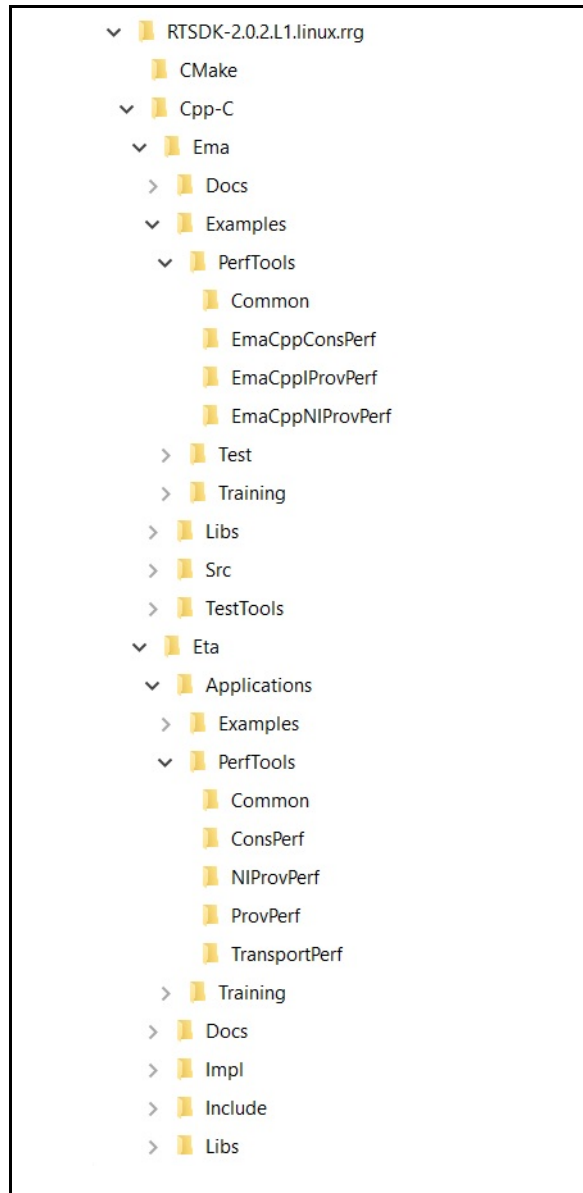 RTSDK-2.0.2.L1.linux.rrg
CMake
Cpp-C
Ema
Docs
Examples
PerfTools
Common
EmaCppConsPerf
EmaCppIProvPerf
EmaCppNIProvPerf
Test
Training
Libs
Src
TestTools
Eta
Applications
Examples
PerfTools
Common
ConsPerf
NIProvPerf
ProvPerf
TransportPerf
Training
Docs
Impl
Include
Libs